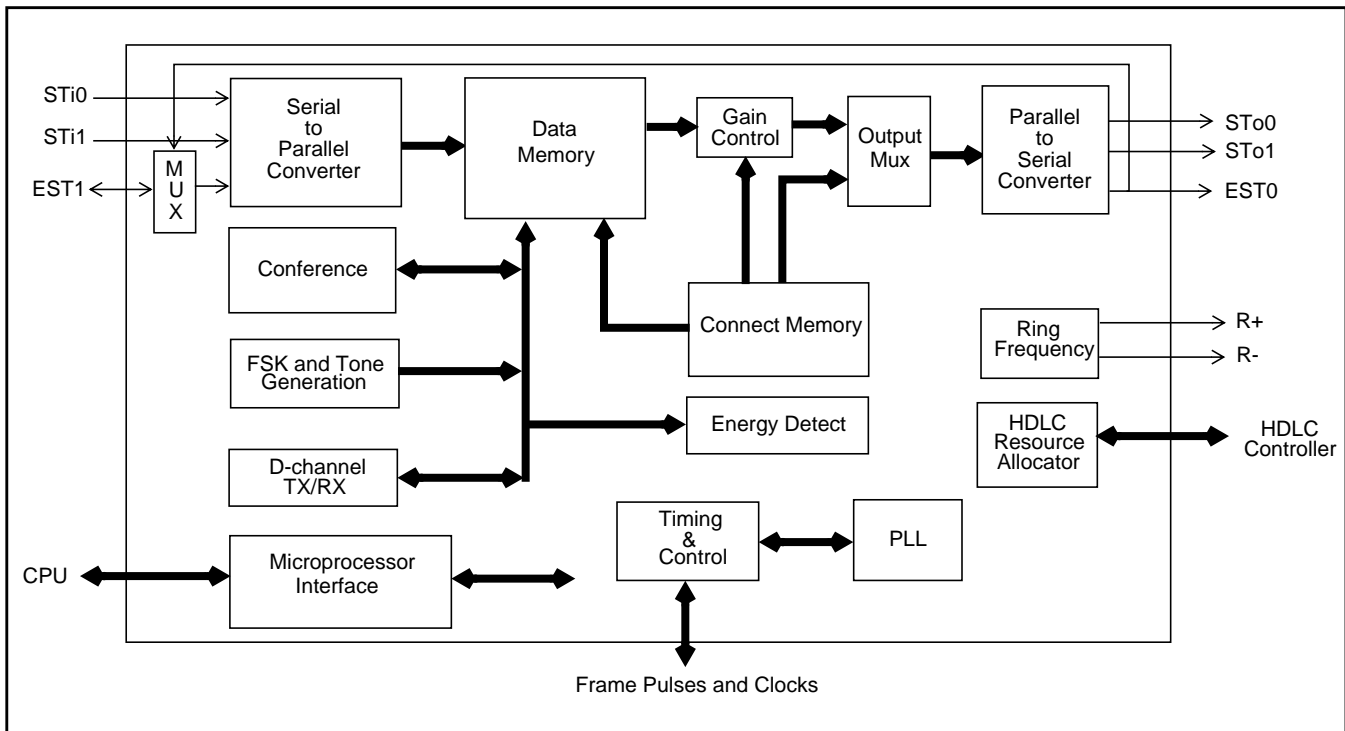 STi0
STi1
EST1
M
U
X
Serial
to
Parallel
Converter
Data
Memory
Gain
Control
Output
Mux
Parallel
to
Serial
Converter
STo0
STo1
EST0
Conference
Connect Memory
Ring
Frequency
R+
R-
FSK and Tone
Generation
Energy Detect
HDLC
Resource
Allocator
HDLC
Controller
D-channel
TX/RX
Timing
&
Control
PLL
CPU
Microprocessor
Interface
Frame Pulses and Clocks